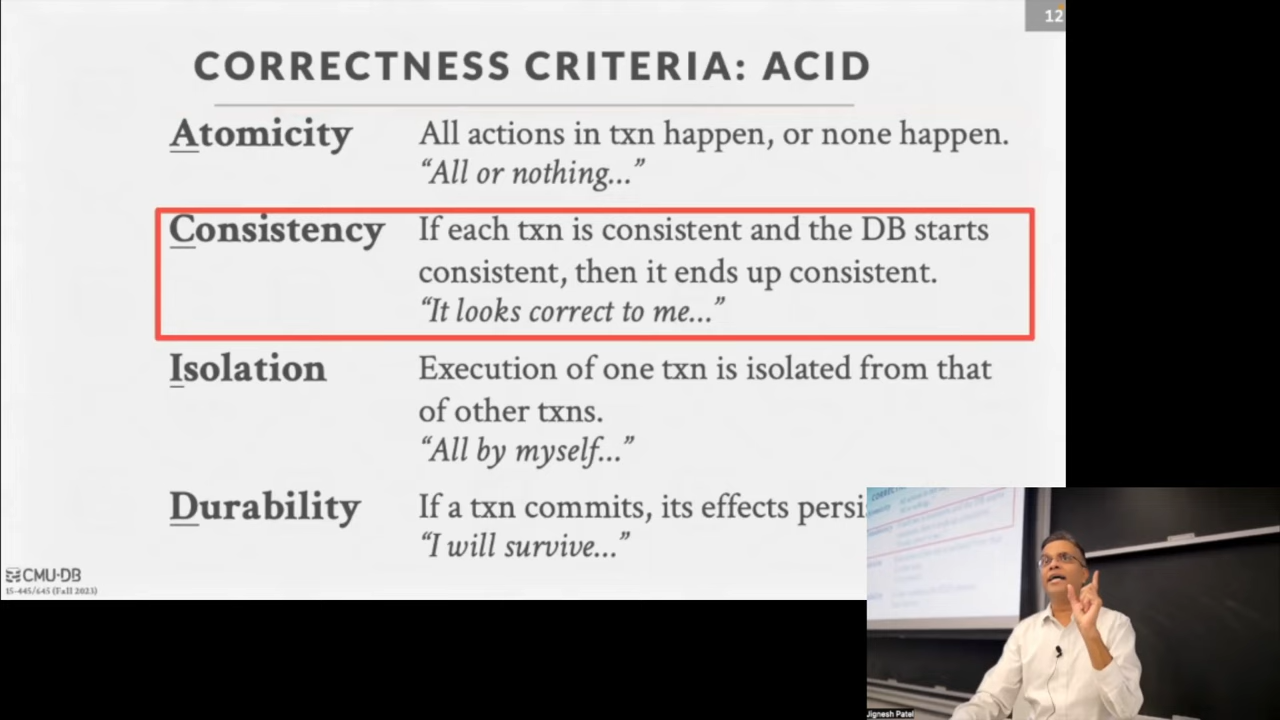 12
CORRECTNESS CRITERIA: ACID
Atomicity All actions in txn happen, or none happen.
“All or nothing…”
Consistency If each txn is consistent and the DB starts
consistent, then it ends up consistent.
“It looks correct to me…”
Isolation Execution of one txn is isolated from that
of other txns.
“All by myself…”
Durability If a txn commits, its effects persi
“I will survive…”
CMU·DB
15-445/645 (Fall 2023)
Jignesh Patel